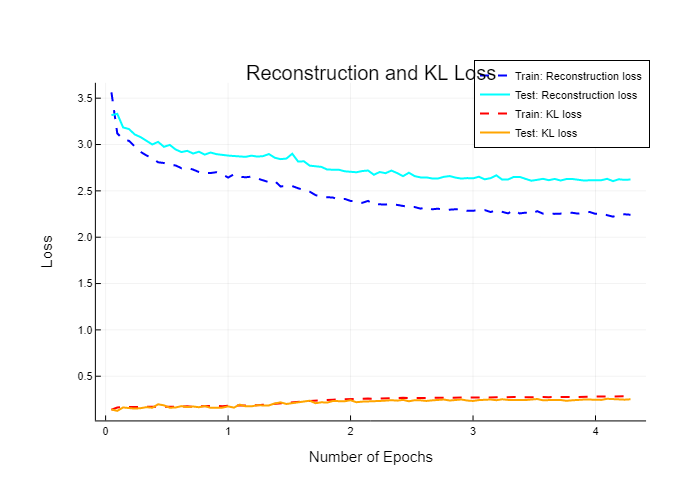 Reconstruction and KL Loss
Train: Reconstruction loss
Test: Reconstruction loss
Train: KL loss
Test: KL loss
3.5
3.0
2.5
2.0
1.5
1.0
0.5
Loss
0 1 2 3 4
Number of Epochs